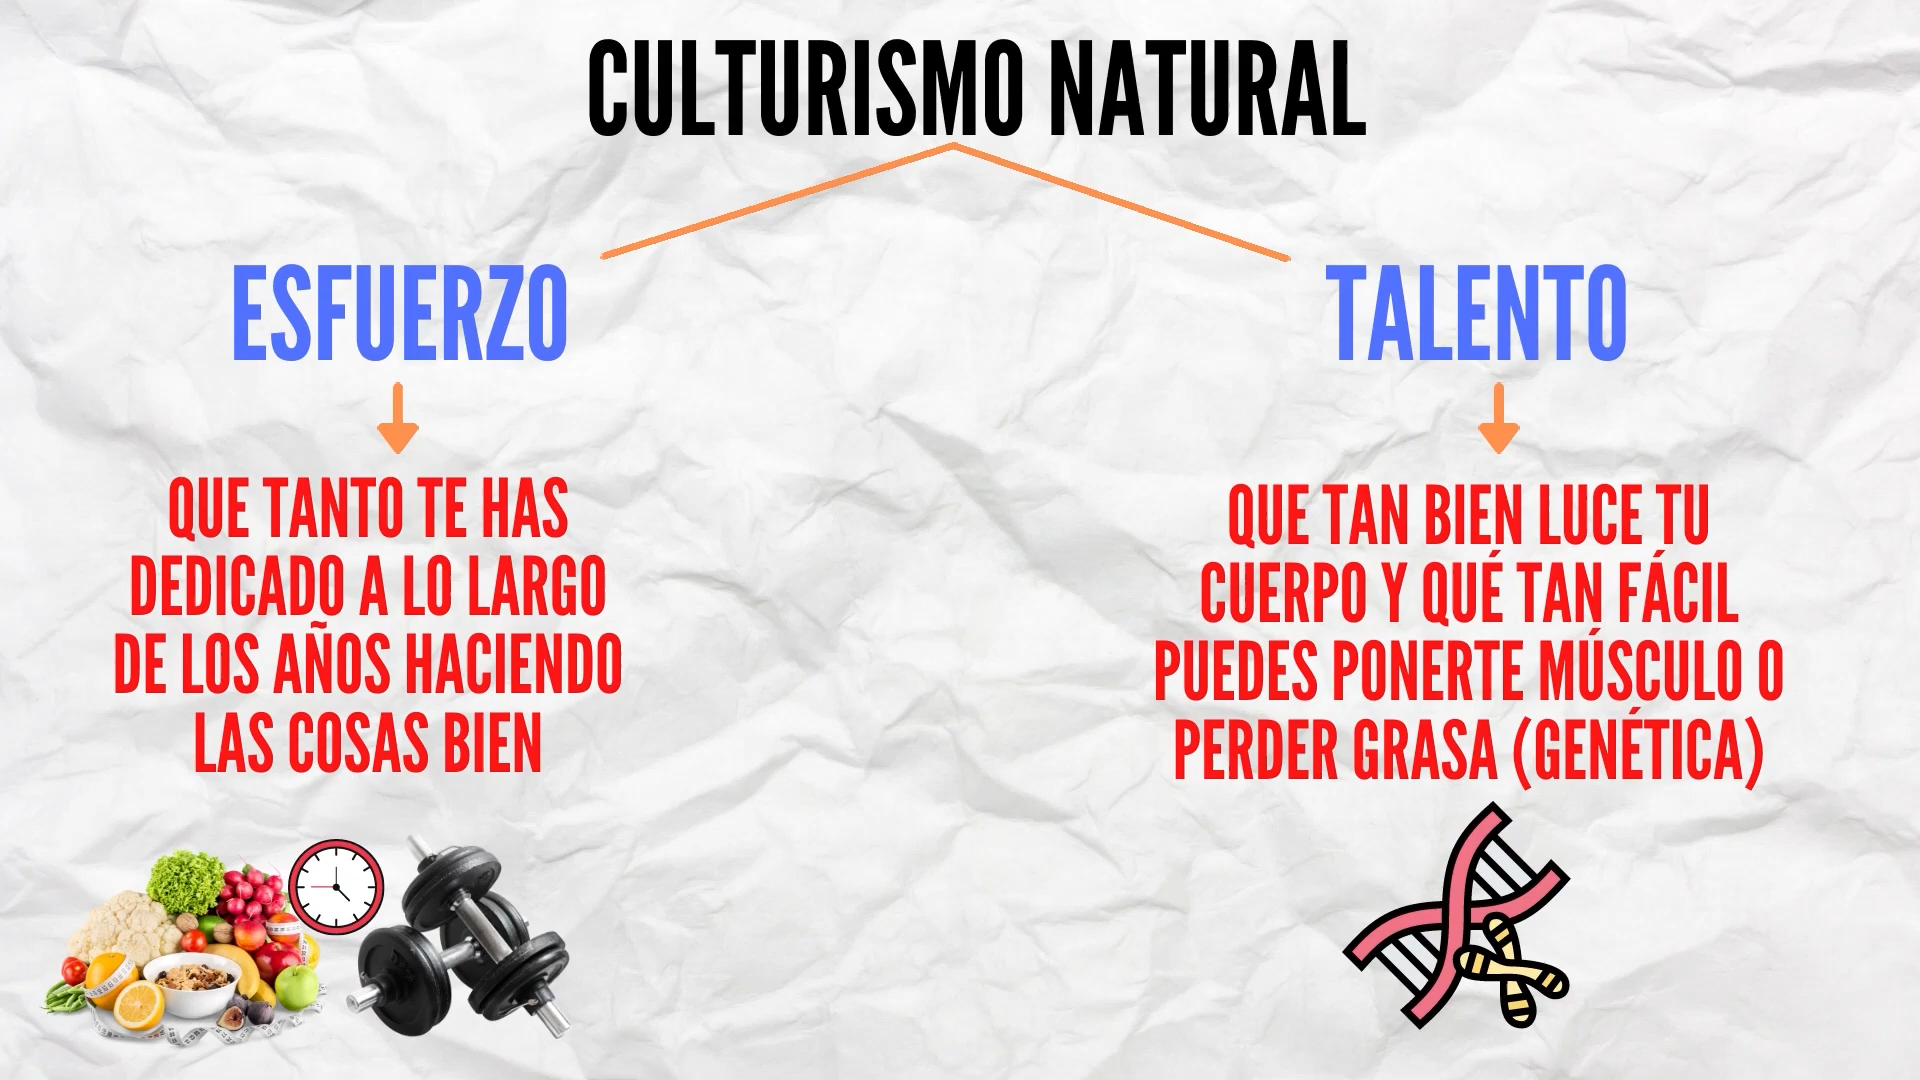 CULTURISMO NATURAL
ESFUERZO
QUE TANTO TE HAS
DEDICADO A LO LARGO
DE LOS AÑOS HACIENDO
LAS COSAS BIEN
TALENTO
QUE TAN BIEN LUCE TU
CUERPO Y QUÉ TAN FÁCIL
PUEDES PONERTE MÚSCULO O
PERDER GRASA (GENÉTICA)